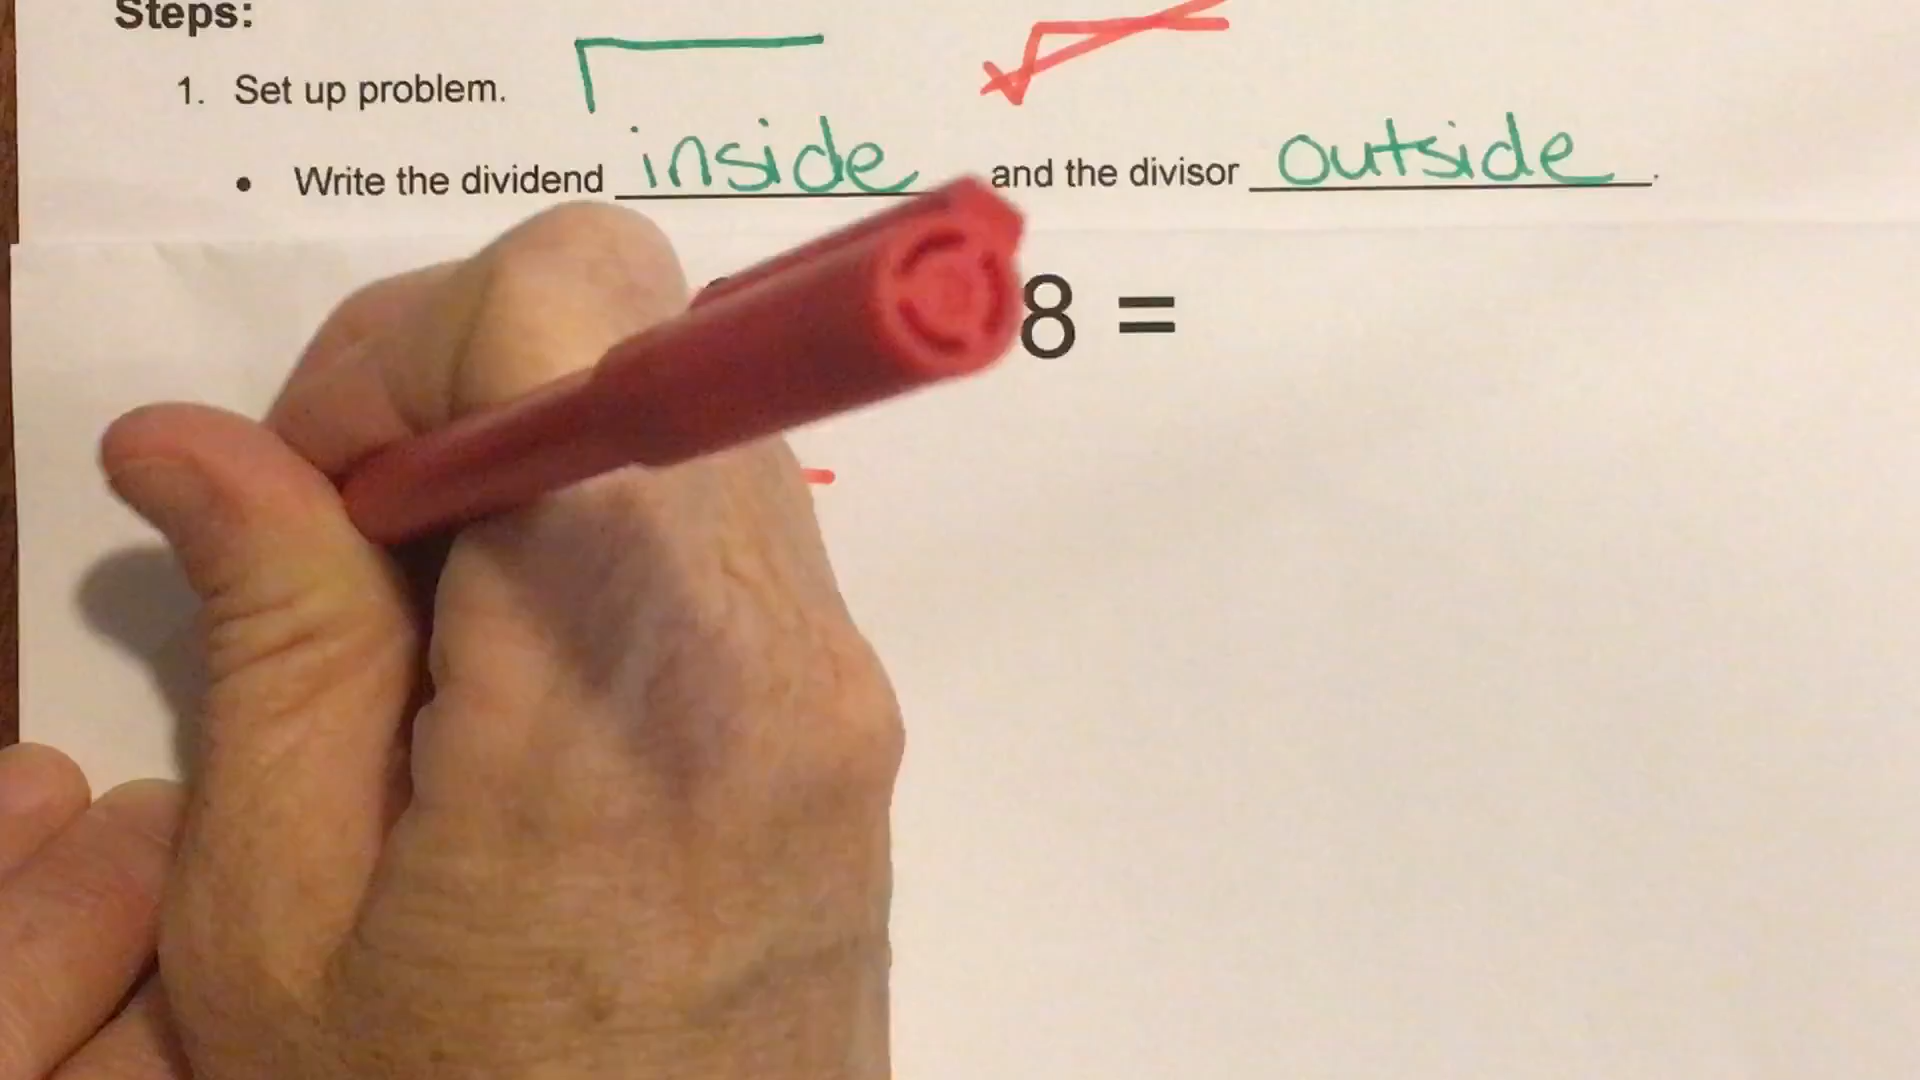 Steps:
1. Set up problem.
• Write the dividend inside and the divisor outside.
8 =